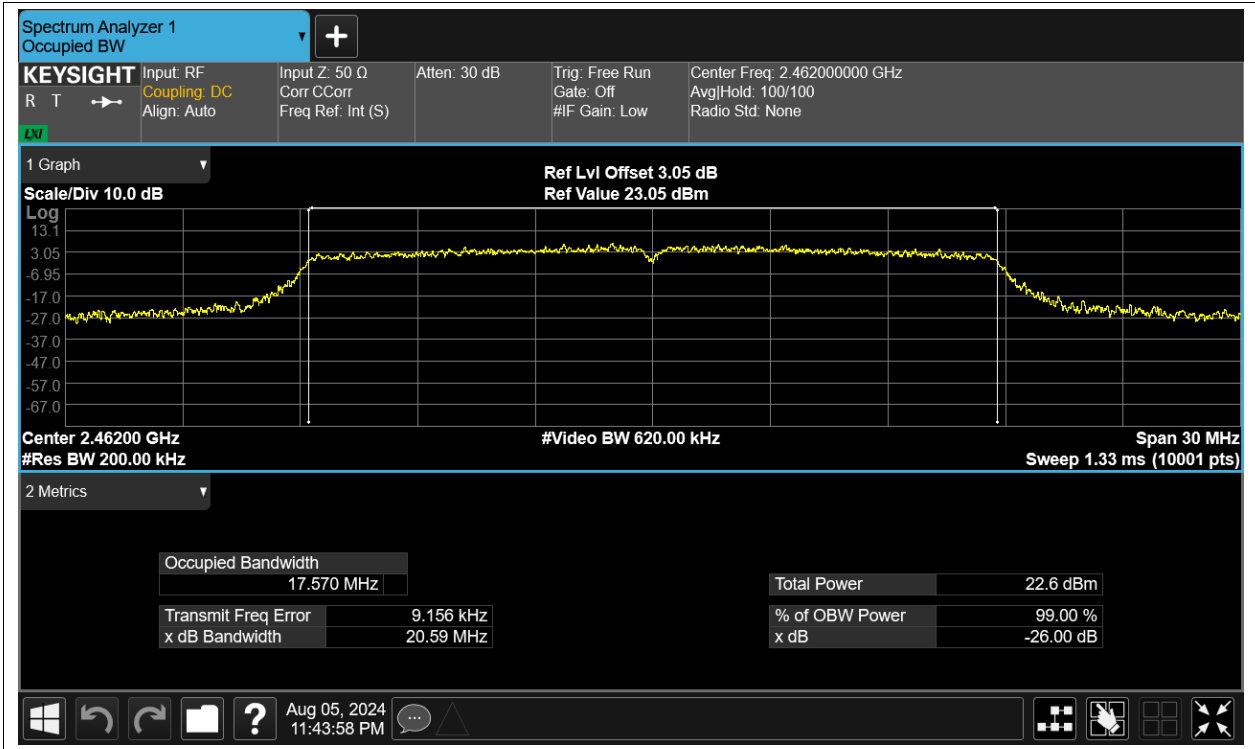 Spectrum Analyzer 1
Occupied BW
KEYSIGHT
R T
LXI
Input: RF
Coupling: DC
Align: Auto
Input Z: 50 Ω
Corr CCorr
Freq Ref: Int (S)
Atten: 30 dB
Trig: Free Run
Gate: Off
#IF Gain: Low
Center Freq: 2.462000000 GHz
Avg|Hold: 100/100
Radio Std: None
1 Graph
Scale/Div 10.0 dB
Ref Lvl Offset 3.05 dB
Ref Value 23.05 dBm
Log
13.1
3.05
-6.95
-17.0
-27.0
-37.0
-47.0
-57.0
-67.0
Center 2.46200 GHz
#Video BW 620.00 kHz
Span 30 MHz
#Res BW 200.00 kHz
Sweep 1.33 ms (10001 pts)
2 Metrics
Occupied Bandwidth
17.570 MHz
Transmit Freq Error 9.156 kHz
x dB Bandwidth 20.59 MHz
Total Power 22.6 dBm
% of OBW Power 99.00 %
x dB -26.00 dB
?
Aug 05, 2024
11:43:58 PM